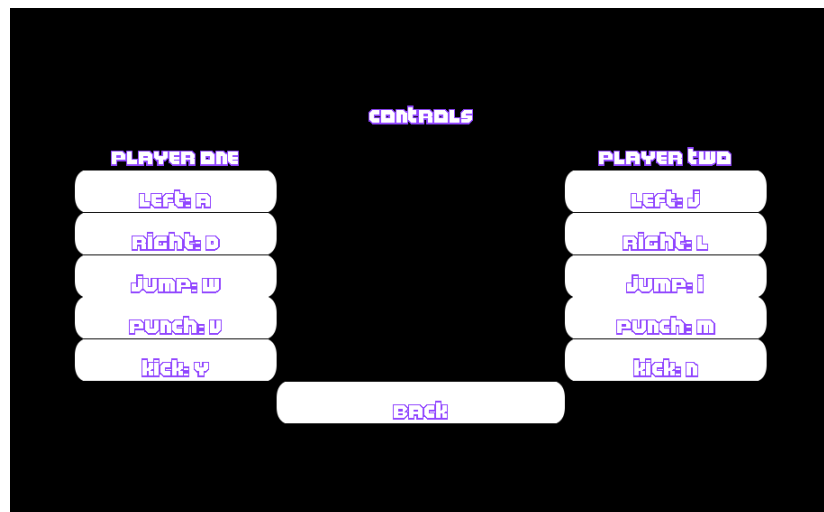 controls
PLAYER ONE
Left: A
Right: D
Jump: W
Punch: V
Kick: Y
PLAYER TWO
Left: J
Right: L
Jump: I
Punch: M
Kick: N
Back